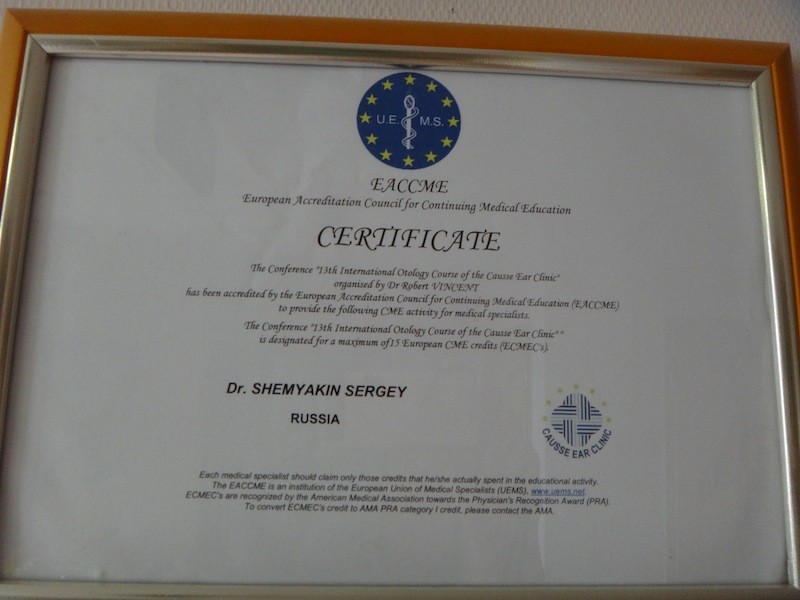 U.E.M.S.
EACCME
European Accreditation Council for Continuing Medical Education
CERTIFICATE
The Conference "13th International Otology Course of the Causse Ear Clinic"
organised by Dr Robert VINCENT
has been accredited by the European Accreditation Council for Continuing Medical Education (EACCME)
to provide the following CME activity for medical specialists.
The Conference "13th International Otology Course of the Causse Ear Clinic" "
is designated for a maximum of15 European CME credits (ECMEC's).
Dr. SHEMYAKIN SERGEY
RUSSIA
CAUSSE EAR CLINIC
Each medical specialist should claim only those credits that he/she actually spent in the educational activity.
The EACCME is an institution of the European Union of Medical Specialists (UEMS), www.uems.net.
ECMEC's are recognized by the American Medical Association towards the Physician's Recognition Award (PRA).
To convert ECMEC's credit to AMA PRA category I credit, please contact the AMA.